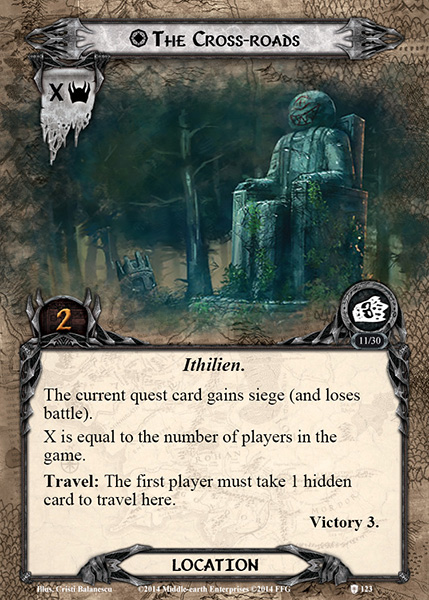 The Cross-roads
X
2
11/30
Ithilien.
The current quest card gains siege (and loses
battle).
X is equal to the number of players in the
game.
Travel: The first player must take 1 hidden
card to travel here.
Victory 3.
LOCATION
Illus. Cristi Balanescu
©2014 Middle-earth Enterprises ©2014 FFG
123